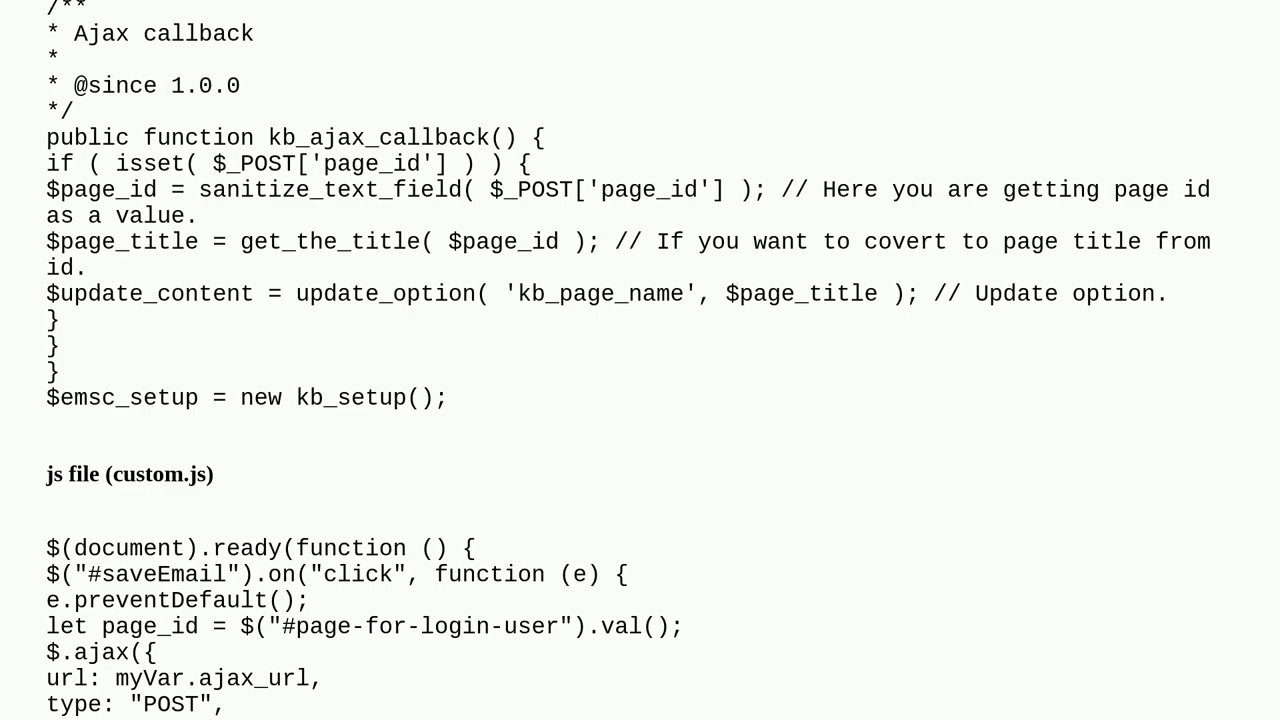 /**
* Ajax callback
*
* @since 1.0.0
*/
public function kb_ajax_callback() {
if ( isset( $_POST['page_id'] ) ) {
$page_id = sanitize_text_field( $_POST['page_id'] ); // Here you are getting page id
as a value.
$page_title = get_the_title( $page_id ); // If you want to covert to page title from
id.
$update_content = update_option( 'kb_page_name', $page_title ); // Update option.
}
}
}
$emsc_setup = new kb_setup();
js file (custom.js)
$(document).ready(function () {
$("#saveEmail").on("click", function (e) {
e.preventDefault();
let page_id = $("#page-for-login-user").val();
$.ajax({
url: myVar.ajax_url,
type: "POST",